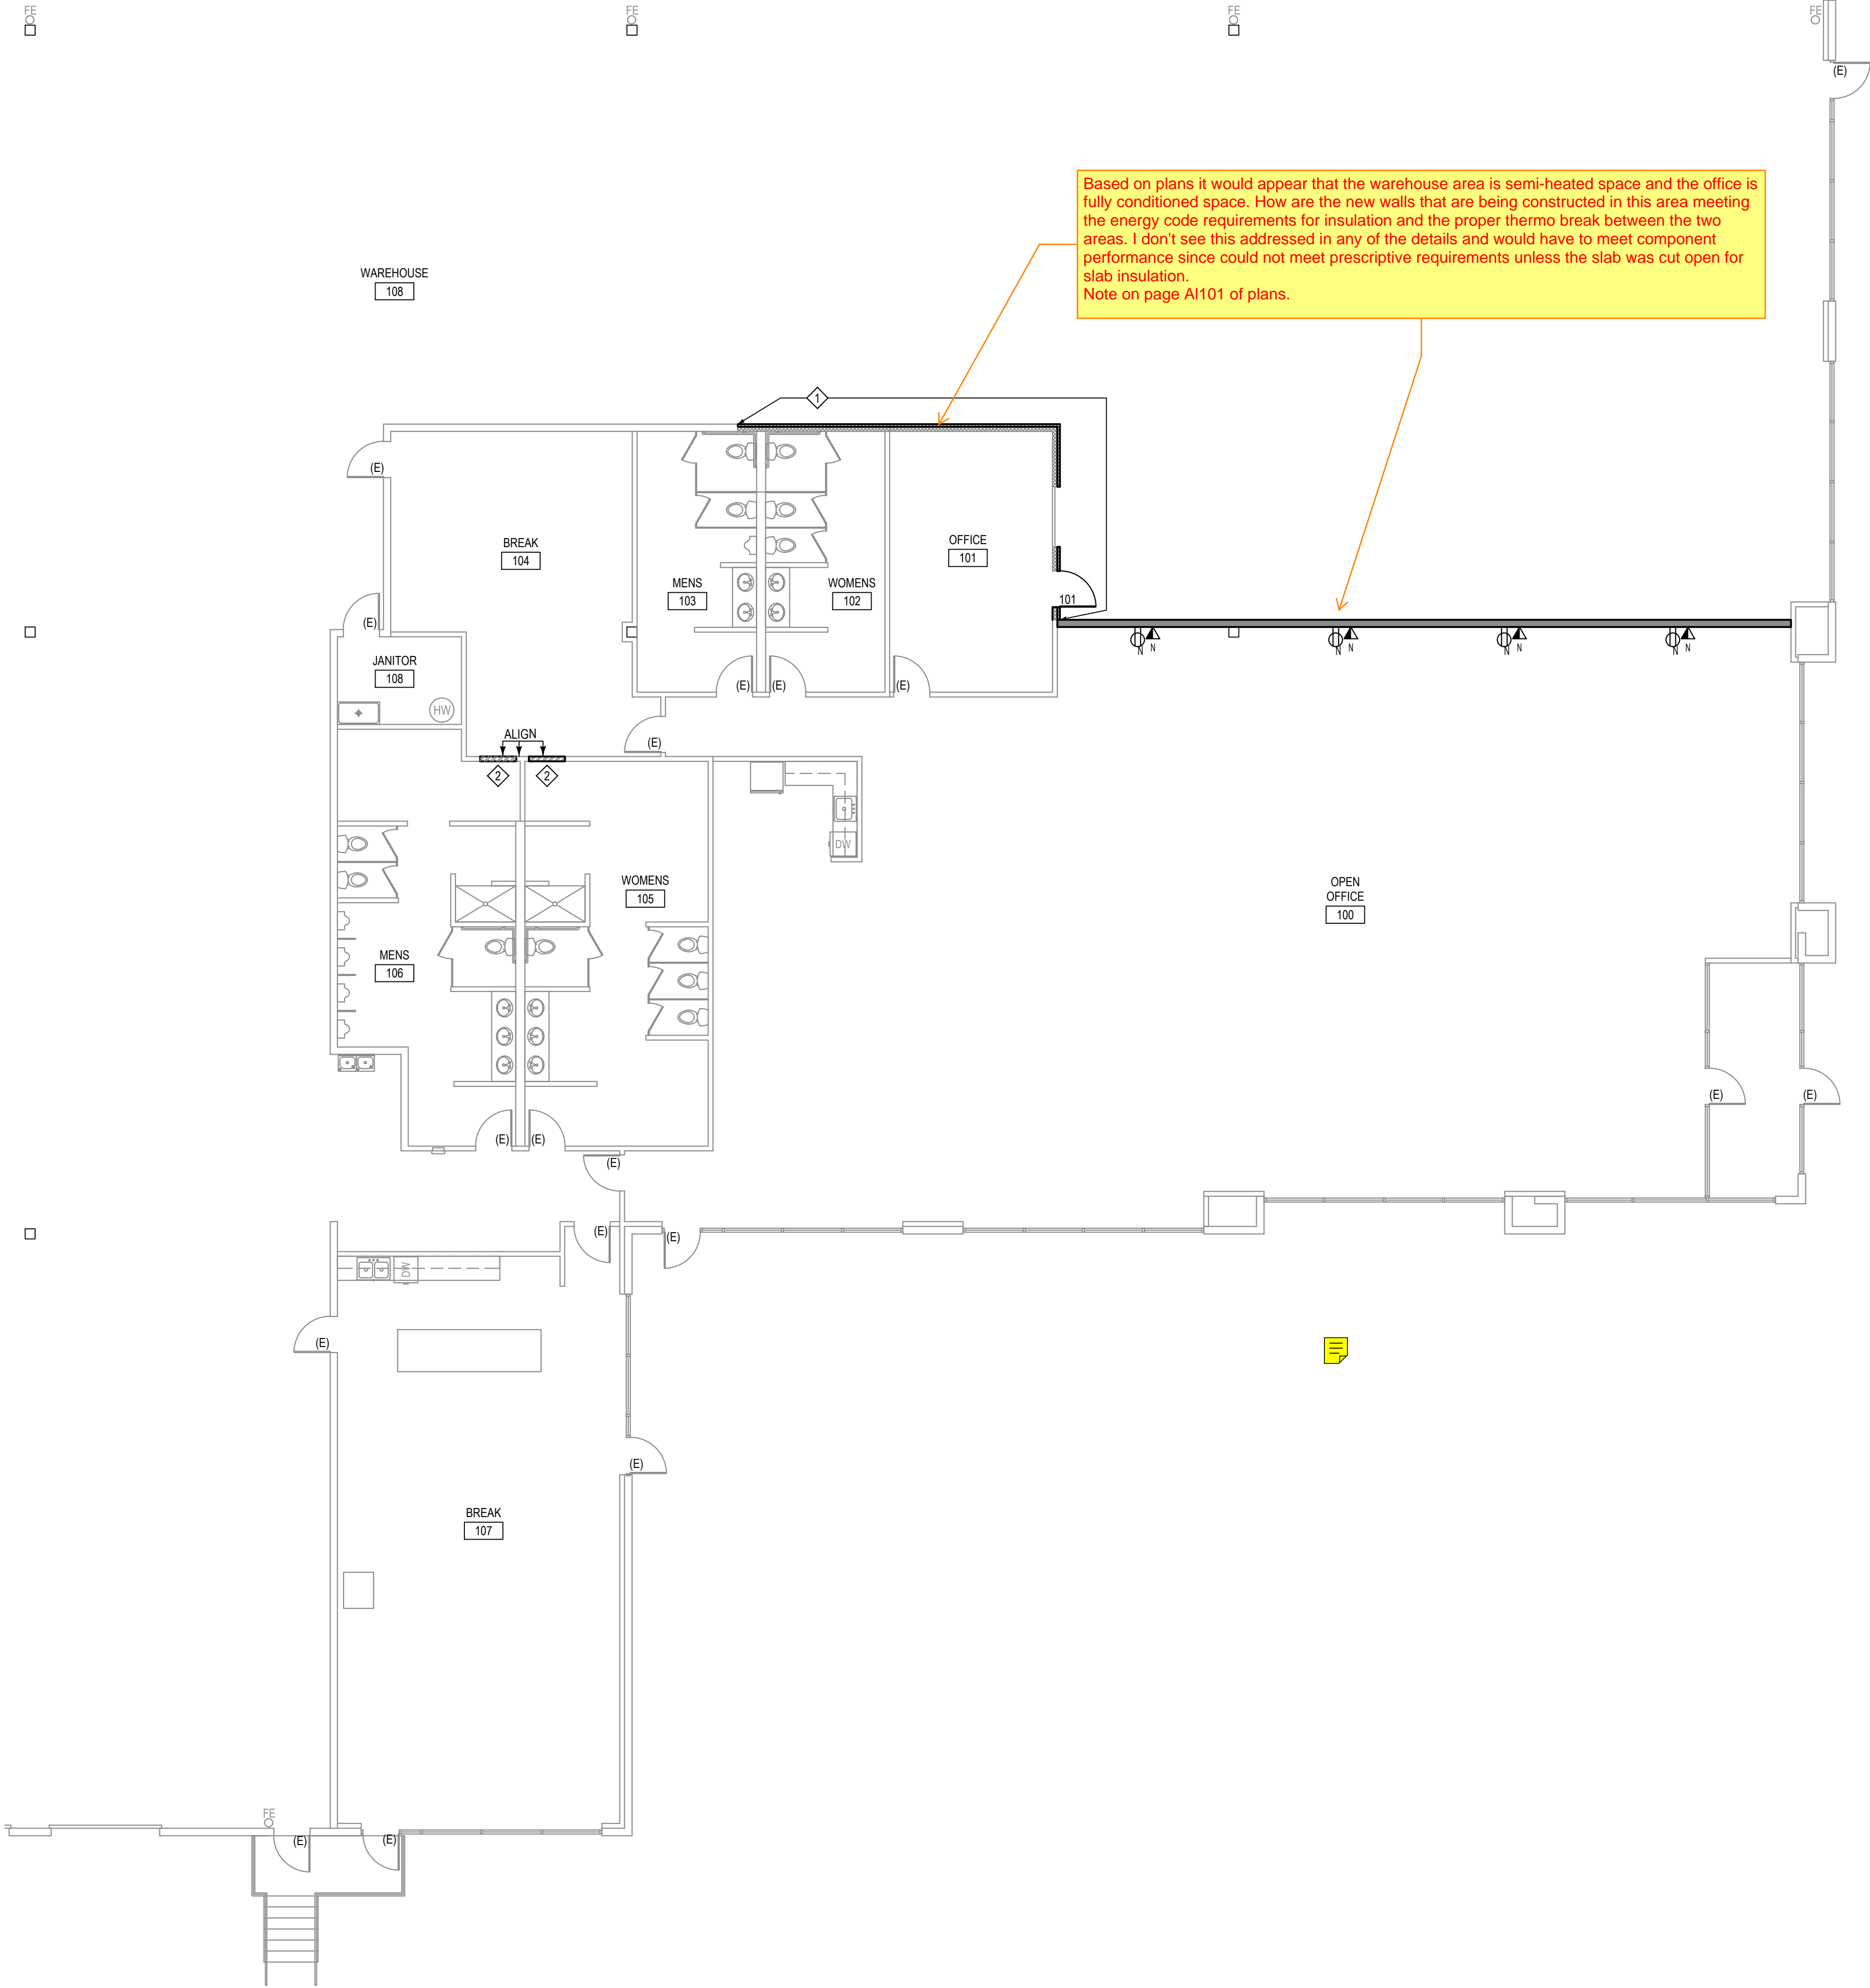 FE
FE
FE
FE
(E)
Based on plans it would appear that the warehouse area is semi-heated space and the office is
fully conditioned space. How are the new walls that are being constructed in this area meeting
the energy code requirements for insulation and the proper thermo break between the two
areas. I don't see this addressed in any of the details and would have to meet component
performance since could not meet prescriptive requirements unless the slab was cut open for
slab insulation.
Note on page AI101 of plans.
WAREHOUSE
108
1
(E)
BREAK
104
OFFICE
101
MENS
103
WOMENS
102
101
(E)
N
N
N
N
N
N
N
N
JANITOR
108
HW
(E)
(E)
(E)
ALIGN
(E)
2
2
DW
WOMENS
105
OPEN
OFFICE
100
MENS
106
(E)
(E)
(E)
(E)
(E)
(E)
(E)
DW
(E)
(E)
BREAK
107
FE
(E)
(E)